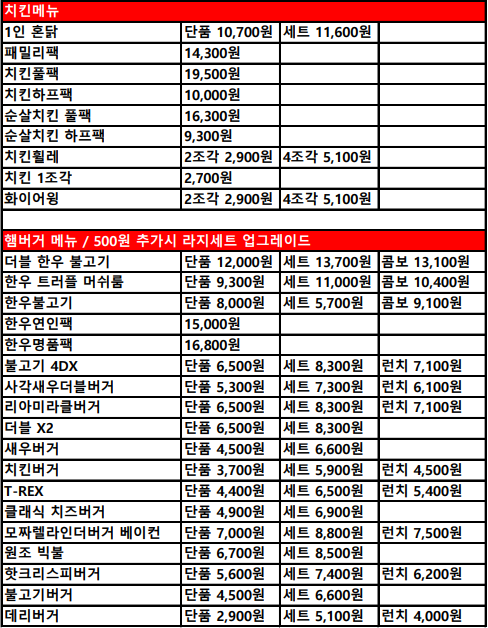 치킨메뉴
1인 혼닭 단품 10,700원 세트 11,600원
패밀리팩 14,300원
치킨풀팩 19,500원
치킨하프팩 10,000원
순살치킨 풀팩 16,300원
순살치킨 하프팩 9,300원
치킨휠레 2조각 2,900원 4조각 5,100원
치킨 1조각 2,700원
화이어윙 2조각 2,900원 4조각 5,100원
햄버거 메뉴 / 500원 추가시 라지세트 업그레이드
더블 한우 불고기 단품 12,000원 세트 13,700원 콤보 13,100원
한우 트러플 머쉬룸 단품 9,300원 세트 11,000원 콤보 10,400원
한우불고기 단품 8,000원 세트 5,700원 콤보 9,100원
한우연인팩 15,000원
한우명품팩 16,800원
불고기 4DX 단품 6,500원 세트 8,300원 런치 7,100원
사각새우더블버거 단품 5,300원 세트 7,300원 런치 6,100원
리아미라클버거 단품 6,500원 세트 8,300원 런치 7,100원
더블 X2 단품 6,500원 세트 8,300원
새우버거 단품 4,500원 세트 6,600원
치킨버거 단품 3,700원 세트 5,900원 런치 4,500원
T-REX 단품 4,400원 세트 6,500원 런치 5,400원
클래식 치즈버거 단품 4,900원 세트 6,900원
모짜렐라인더버거 베이컨 단품 7,000원 세트 8,800원 런치 7,500원
원조 빅불 단품 6,700원 세트 8,500원
핫크리스피버거 단품 5,600원 세트 7,400원 런치 6,200원
불고기버거 단품 4,500원 세트 6,600원
데리버거 단품 2,900원 세트 5,100원 런치 4,000원